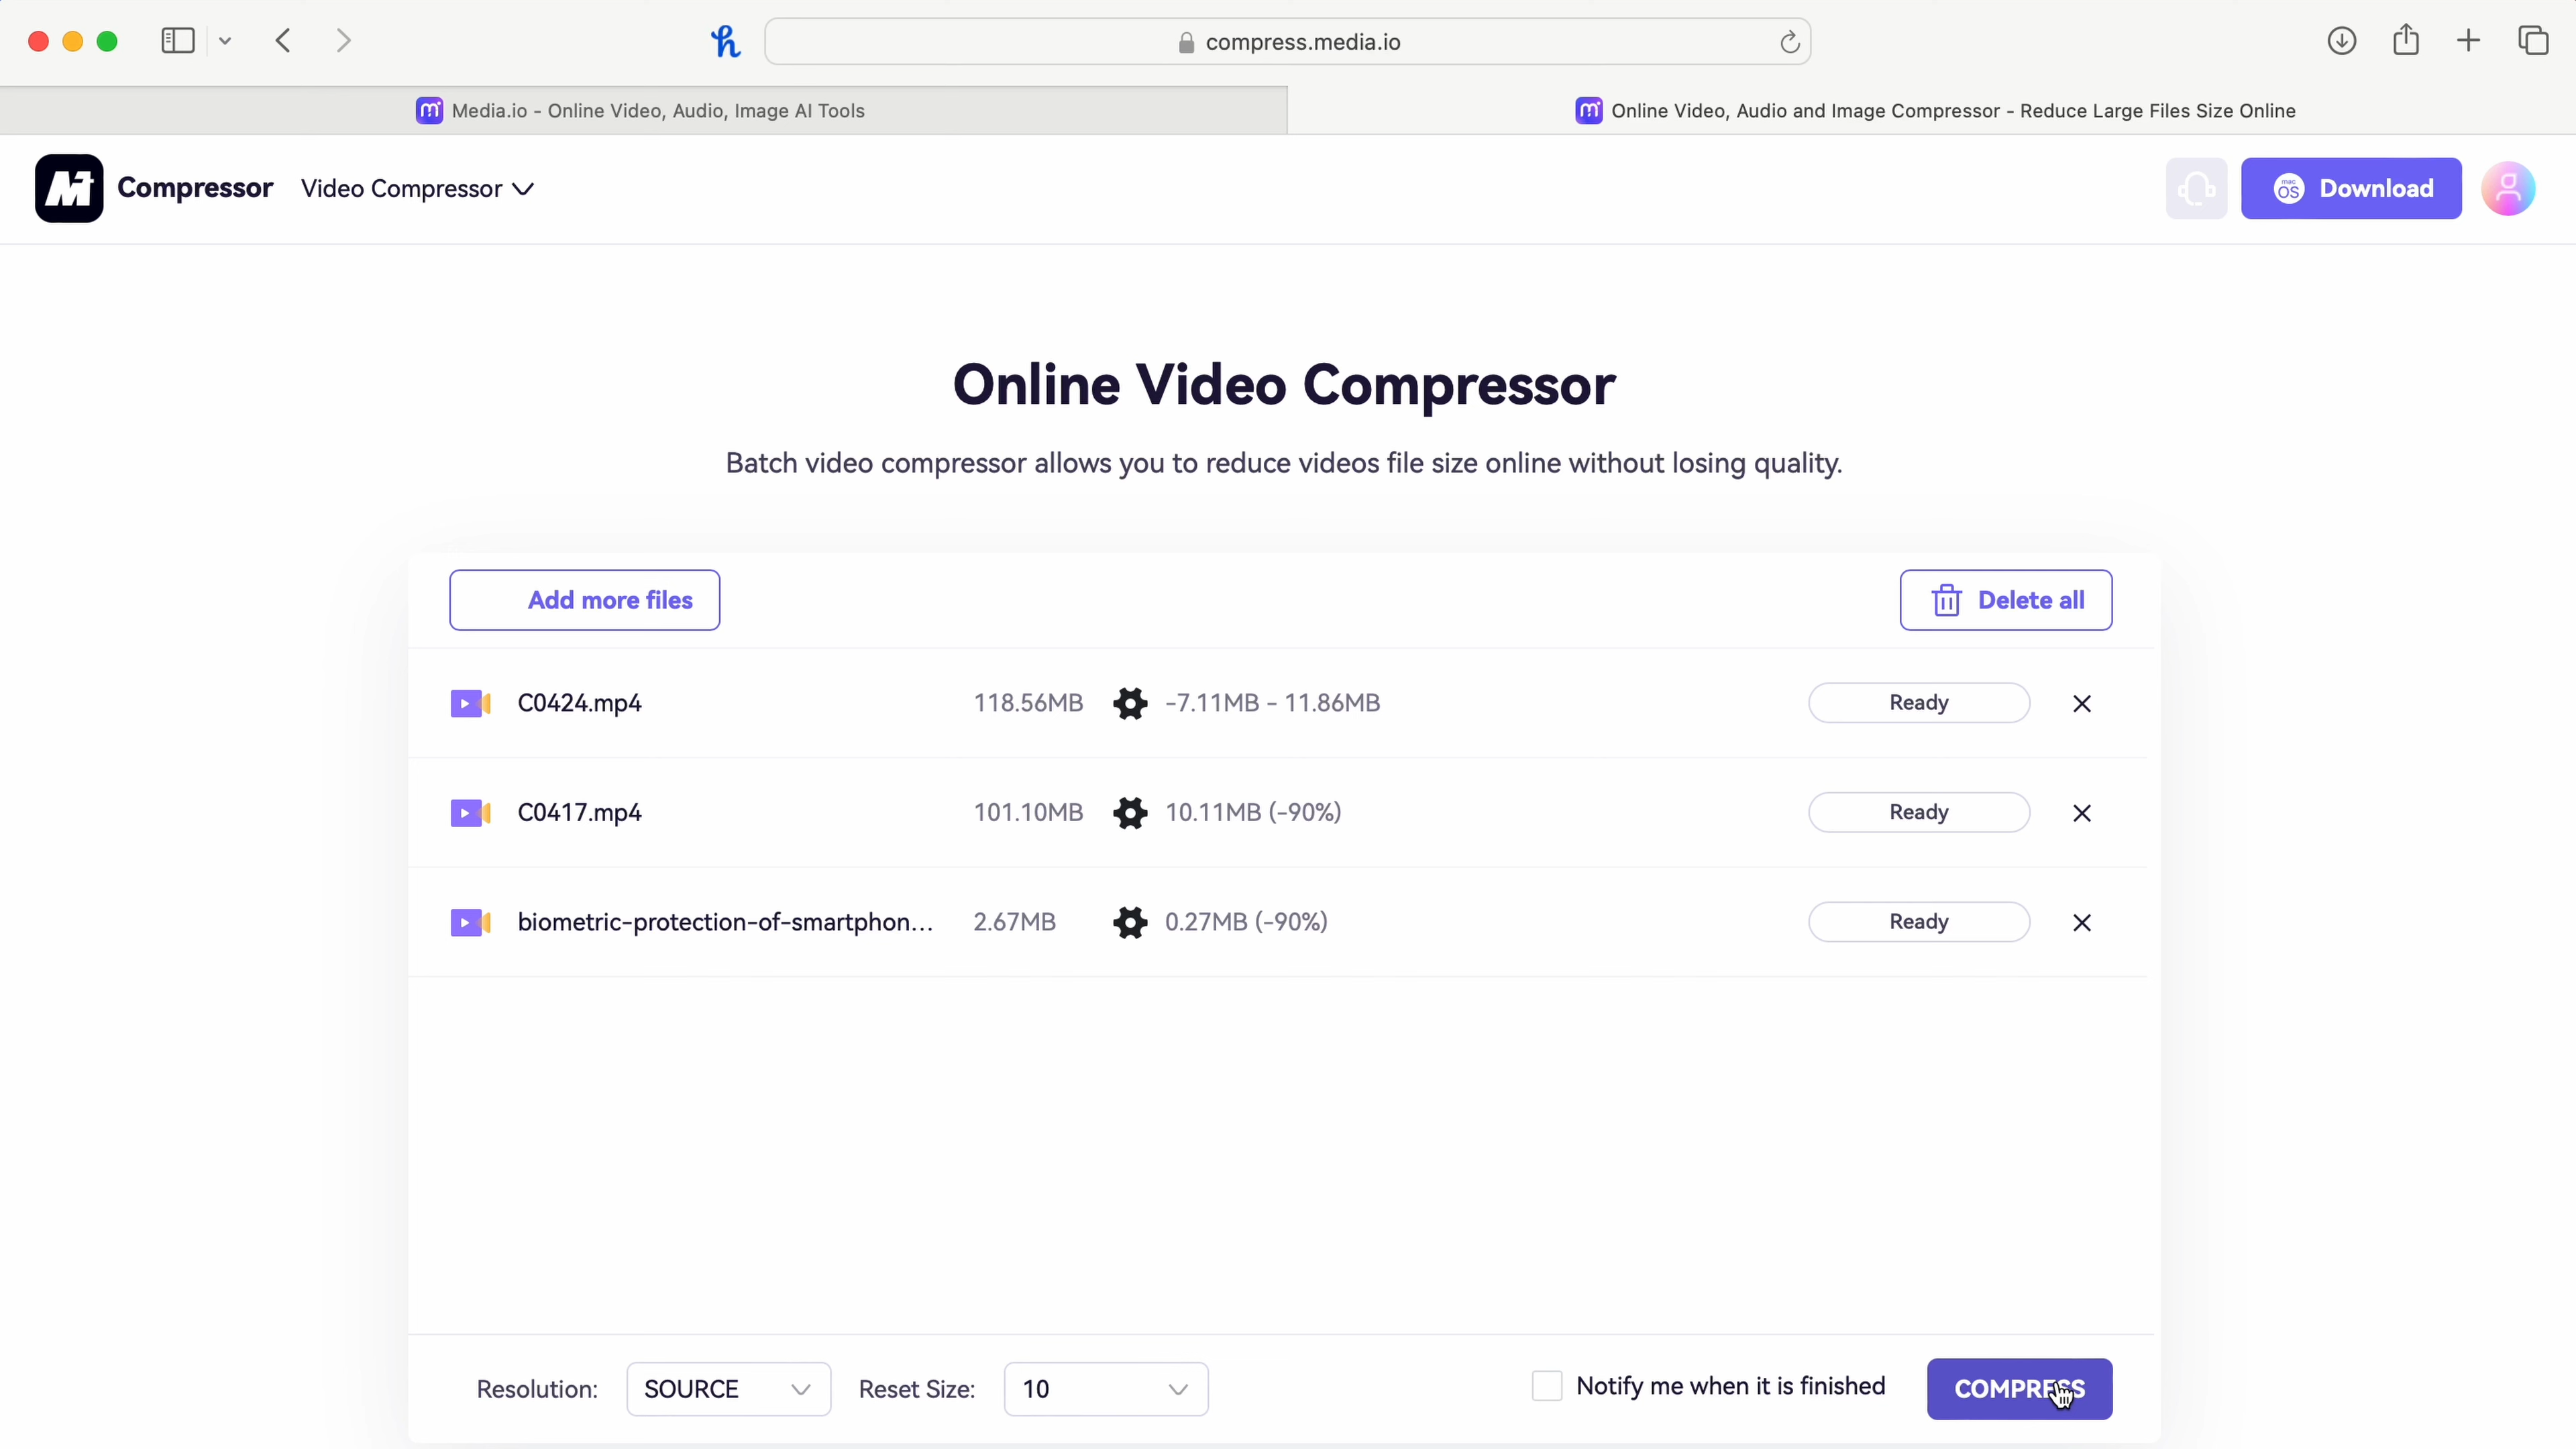 compress.media.io
Media.io - Online Video, Audio, Image AI Tools
Online Video, Audio and Image Compressor - Reduce Large Files Size Online
Compressor
Video Compressor
mac OS
Download
Online Video Compressor
Batch video compressor allows you to reduce videos file size online without losing quality.
Add more files
Delete all
C0424.mp4 118.56MB -7.11MB - 11.86MB Ready
C0417.mp4 101.10MB 10.11MB (-90%) Ready
biometric-protection-of-smartphon... 2.67MB 0.27MB (-90%) Ready
Resolution: SOURCE Reset Size: 10 Notify me when it is finished COMPRESS